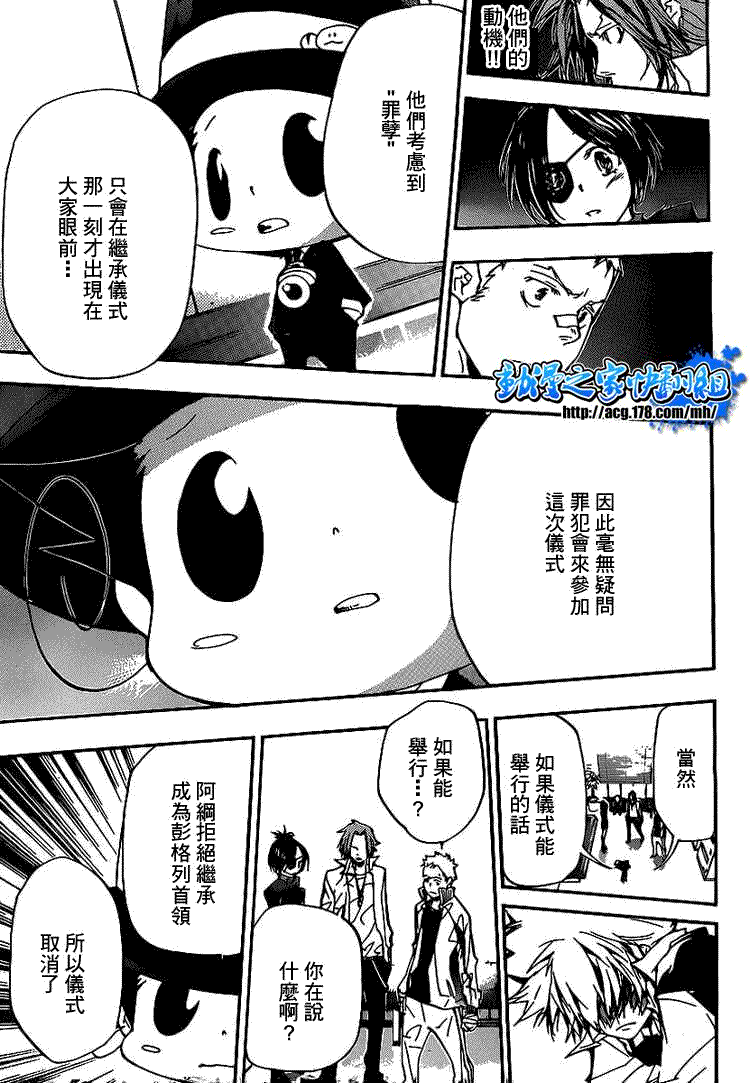 他們的
動機!!
他們考慮到
"罪孽"
只會在繼承儀式
那一刻才出現在
大家眼前…
動漫之家快翻組
http://acg.178.com/mh/
因此毫無疑問
罪犯會來參加
這次儀式
當然
如果儀式能
舉行的話
如果能
舉行…?
你在說
什麼啊?
阿綱拒絕繼承
成為彭格列首領
所以儀式
取消了